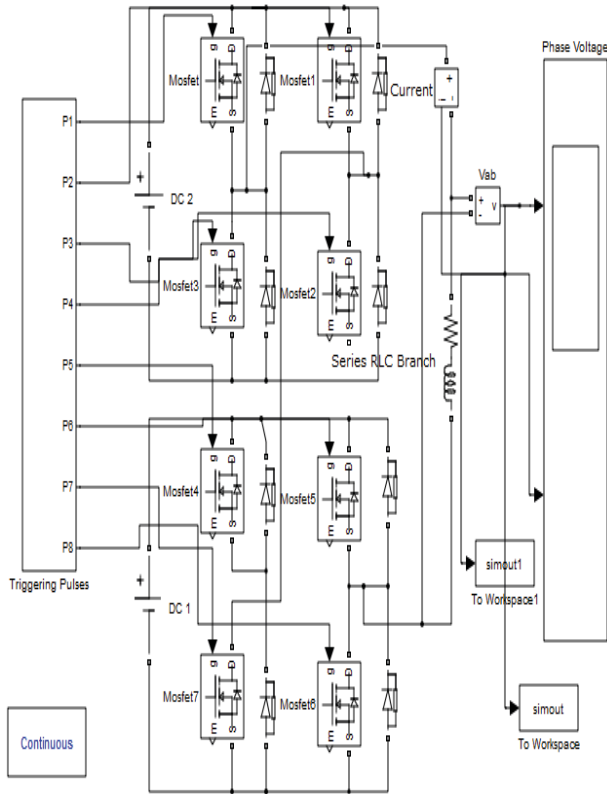 Phase Voltage
Mosfet
g
D
S
E
Mosfet1
g
D
S
E
Current
+
-
P1
P2
P3
P4
P5
P6
P7
P8
Triggering Pulses
+
DC 2
Vab
+
-
v
Mosfet3
g
D
S
E
Mosfet2
g
D
S
E
Series RLC Branch
Mosfet4
g
D
S
E
Mosfet5
g
D
S
E
+
DC 1
simout1
To Workspace1
Mosfet7
g
D
S
E
Mosfet6
g
D
S
E
simout
To Workspace
Continuous